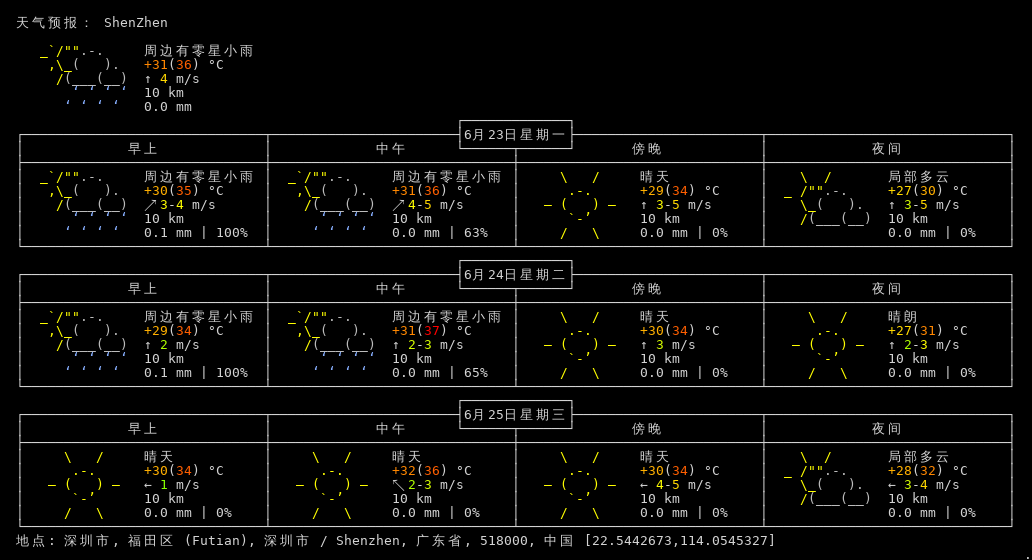 天气预报： ShenZhen
周边有零星小雨
+31(36) °C
↑ 4 m/s
10 km
0.0 mm
6月23日星期一
早上 中午 傍晚 夜间
周边有零星小雨 周边有零星小雨 晴天 局部多云
+30(35) °C +31(36) °C +29(34) °C +27(30) °C
↗ 3-4 m/s ↗ 4-5 m/s ↑ 3-5 m/s ↑ 3-5 m/s
10 km 10 km 10 km 10 km
0.1 mm | 100% 0.0 mm | 63% 0.0 mm | 0% 0.0 mm | 0%
6月24日星期二
早上 中午 傍晚 夜间
周边有零星小雨 周边有零星小雨 晴天 晴朗
+29(34) °C +31(37) °C +30(34) °C +27(31) °C
↑ 2 m/s ↑ 2-3 m/s ↑ 3 m/s ↑ 2-3 m/s
10 km 10 km 10 km 10 km
0.1 mm | 100% 0.0 mm | 65% 0.0 mm | 0% 0.0 mm | 0%
6月25日星期三
早上 中午 傍晚 夜间
晴天 晴天 晴天 局部多云
+30(34) °C +32(36) °C +30(34) °C +28(32) °C
← 1 m/s ↖ 2-3 m/s ← 4-5 m/s ← 3-4 m/s
10 km 10 km 10 km 10 km
0.0 mm | 0% 0.0 mm | 0% 0.0 mm | 0% 0.0 mm | 0%
地点: 深圳市, 福田区 (Futian), 深圳市 / Shenzhen, 广东省, 518000, 中国 [22.5442673,114.0545327]